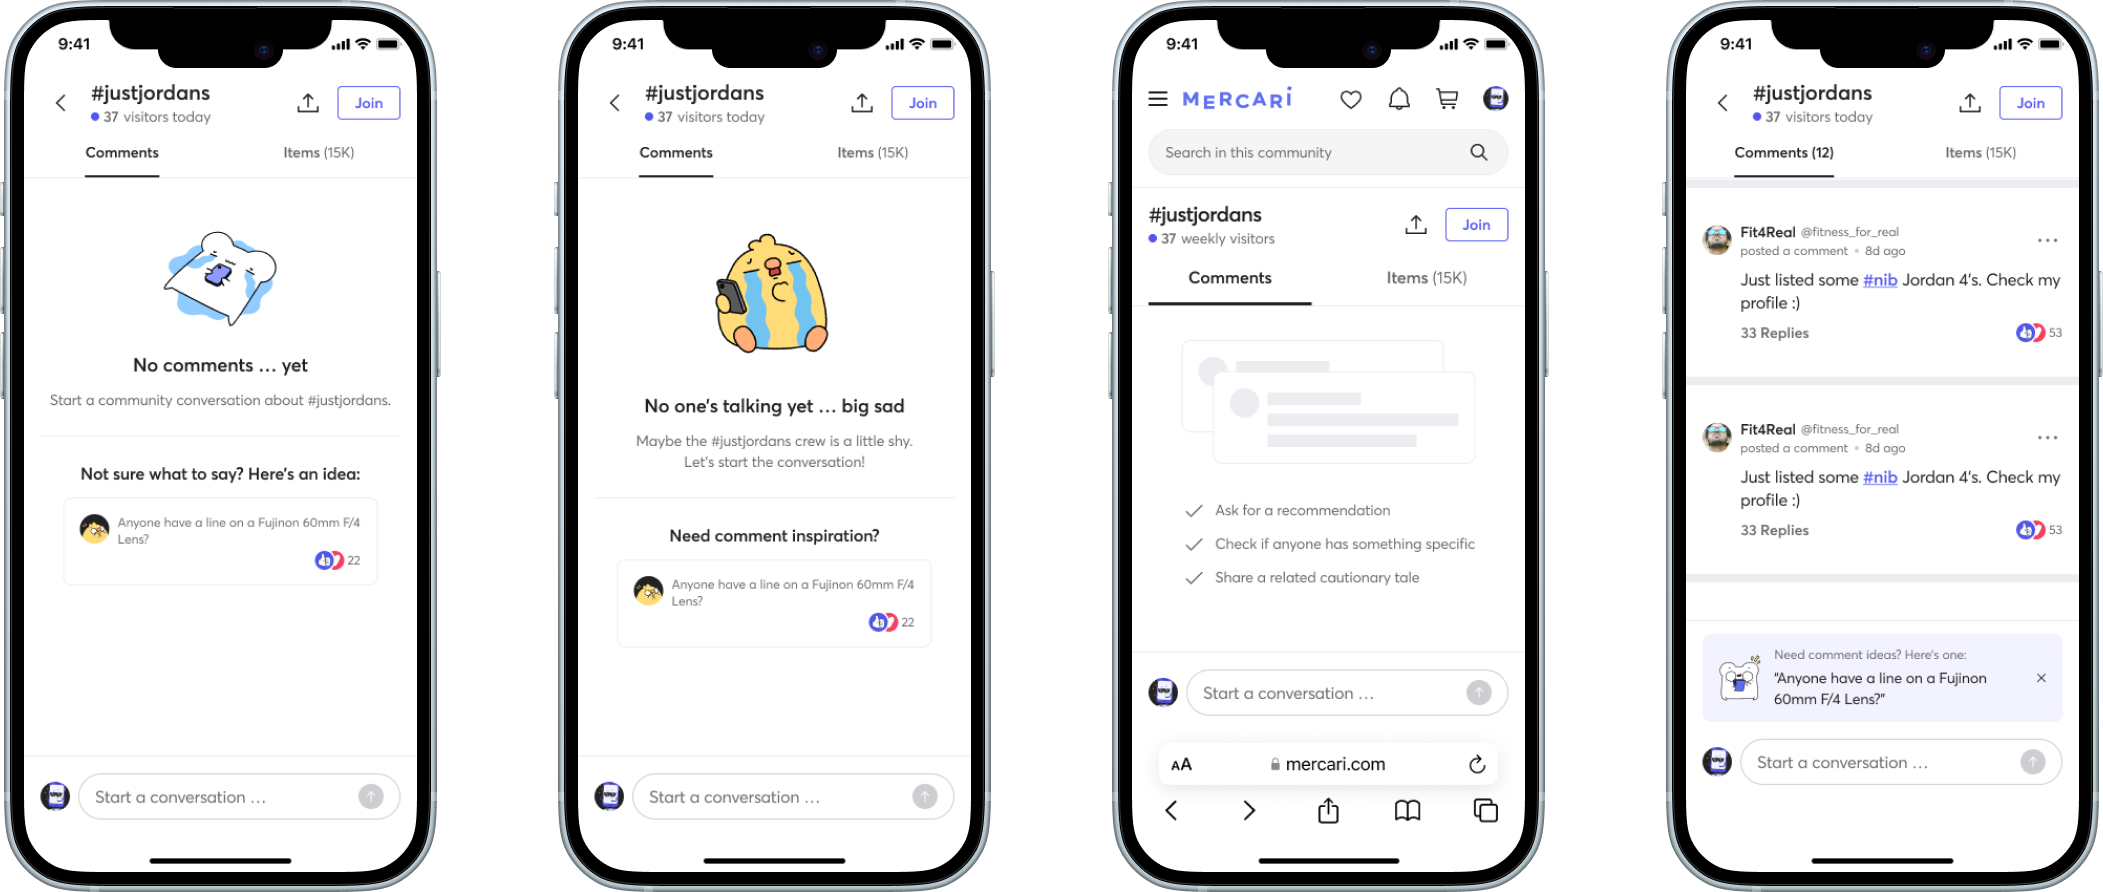 9:41
#justjordans
37 visitors today
Join
Comments
Items (15K)
No comments ... yet
Start a community conversation about #justjordans.
Not sure what to say? Here's an idea:
Anyone have a line on a Fujinon 60mm F/4
Lens?
22
Start a conversation ...
9:41
#justjordans
37 visitors today
Join
Comments
Items (15K)
No one's talking yet ... big sad
Maybe the #justjordans crew is a little shy.
Let's start the conversation!
Need comment inspiration?
Anyone have a line on a Fujinon 60mm F/4
Lens?
22
Start a conversation ...
9:41
MERCARI
Search in this community
#justjordans
37 weekly visitors
Join
Comments
Items (15K)
Ask for a recommendation
Check if anyone has something specific
Share a related cautionary tale
Start a conversation ...
AA
mercari.com
9:41
#justjordans
37 visitors today
Join
Comments (12)
Items (15K)
Fit4Real @fitness_for_real
posted a comment • 8d ago
Just listed some #nib Jordan 4's. Check my
profile :)
33 Replies
53
Fit4Real @fitness_for_real
posted a comment • 8d ago
Just listed some #nib Jordan 4's. Check my
profile :)
33 Replies
53
Need comment ideas? Here's one:
"Anyone have a line on a Fujinon
60mm F/4 Lens?"
Start a conversation ...